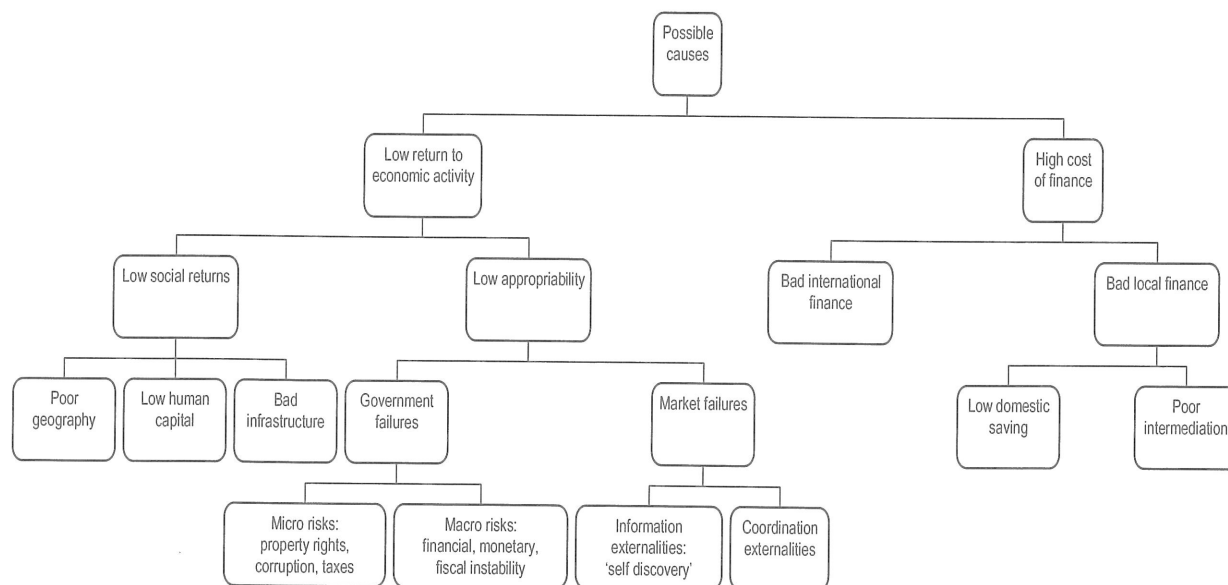 Possible
causes
Low return to
economic activity
High cost
of finance
Low social returns
Low appropriability
Bad international
finance
Bad local finance
Poor
geography
Low human
capital
Bad
infrastructure
Government
failures
Market failures
Low domestic
saving
Poor
intermediation
Micro risks:
property rights,
corruption, taxes
Macro risks:
financial, monetary,
fiscal instability
Information
externalities:
‘self discovery’
Coordination
externalities